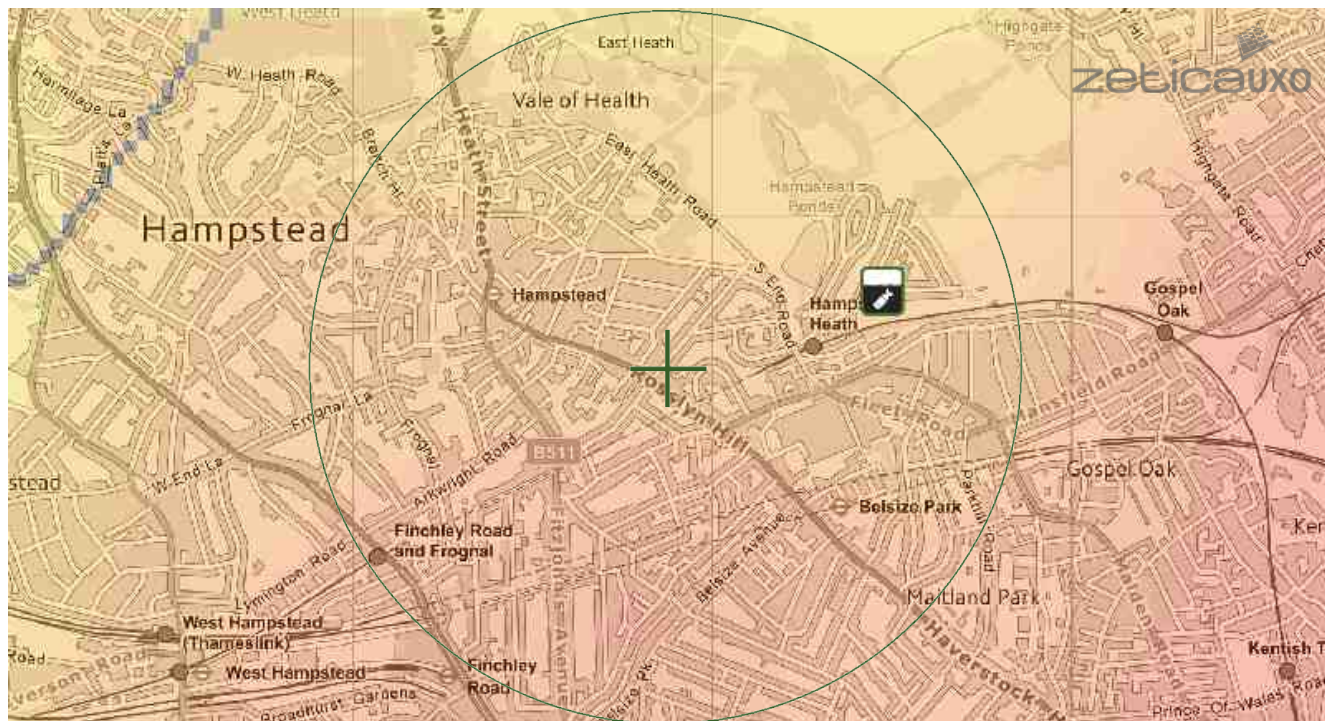 West Heath
Way
East Heath
Highgate
Ponds
zeticauxo
W. Heath Road
Hermitage La
Vale of Health
Platt's La
Branch Hl
Heath Street
East Heath Road
Highgate Road
Hampstead
Ponds
Hampstead
S. End Road
Hampstead
Gospel
Oak
Hamps
Heath
Rosslyn Hill
Frognal La
Fleet Road
Mansfield Road
Frognal
B511
Arkwright Road
W. End La
stead
Gospel Oak
Belsize Park
Parkhill Road
Finchley Road
and Frognal
Fitzjohn's Avenue
Belsize Avenue
Lymington Road
Maitland Park
Malden Road
West Hampstead
(Thameslink)
Haverstock H
Road
Kentish T
West Hampstead
Finchley
Road
Broadhurst Gardens
Belsize Pk
Prince Of Wales Road